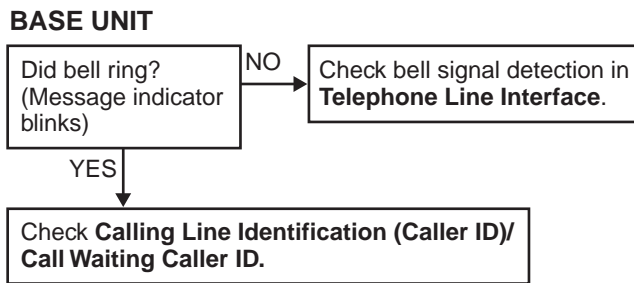 BASE UNIT
Did bell ring?
(Message indicator
blinks)
NO
Check bell signal detection in
Telephone Line Interface.
YES
Check Calling Line Identification (Caller ID)/
Call Waiting Caller ID.